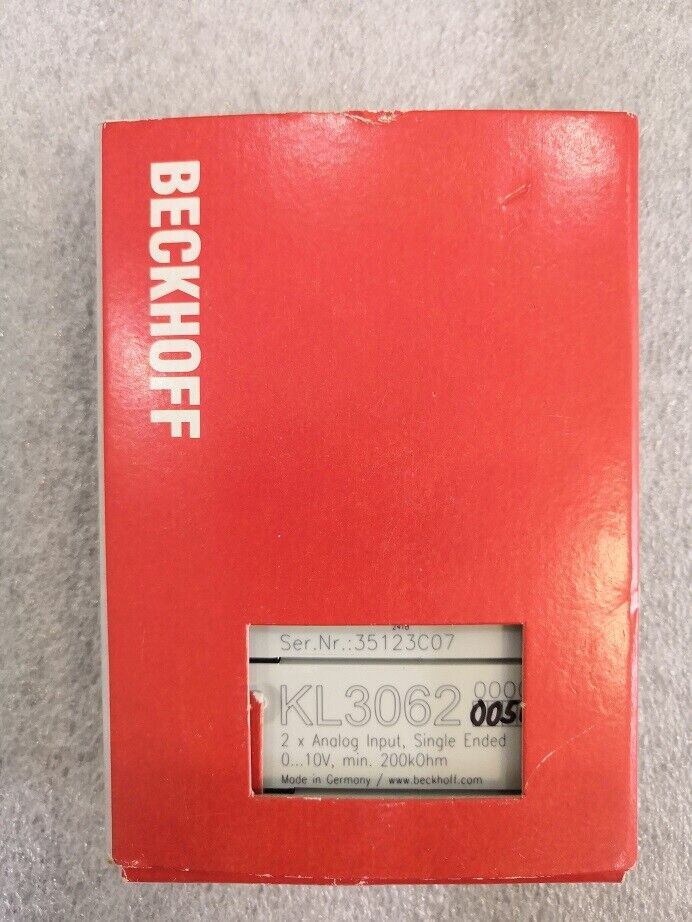 BECKHOFF
Ser.Nr.:35123C07
KL3062
2 x Analog Input, Single Ended
0...10V, min. 200kOhm
Made in Germany / www.beckhoff.com